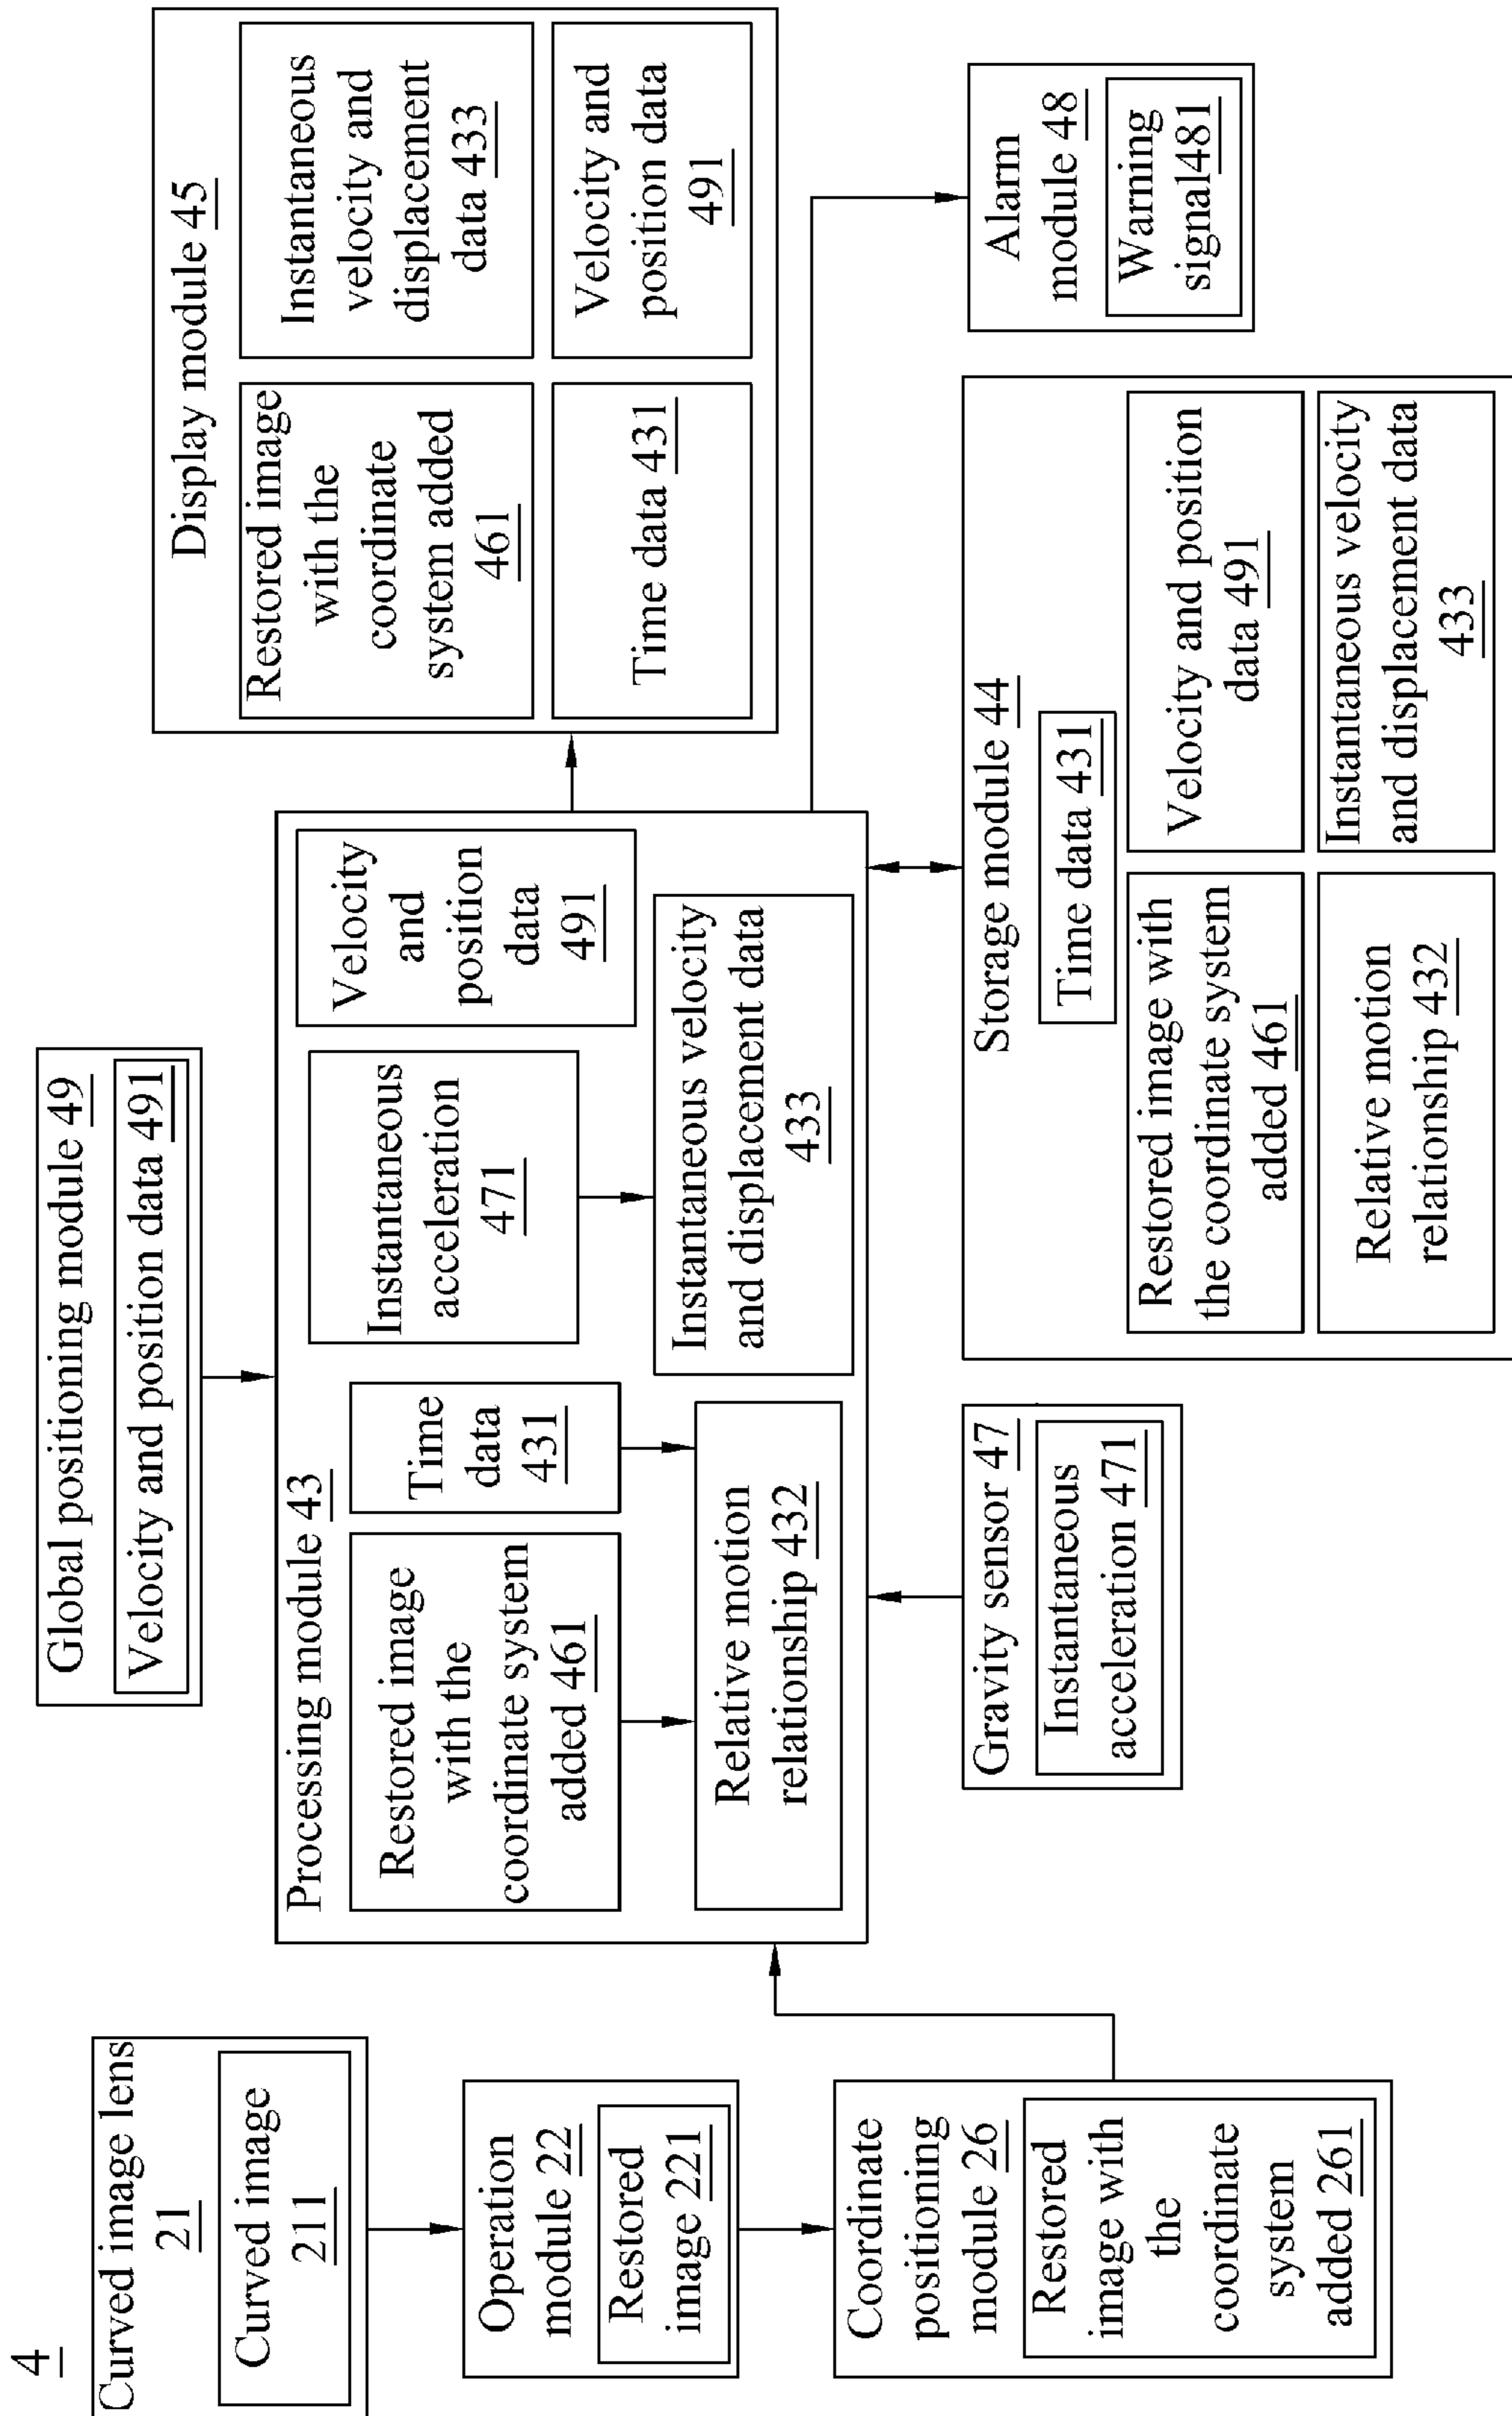 4
Curved image lens
21
Curved image
211
Operation
module 22
Restored
image 221
Coordinate
positioning
module 26
Restored
image with
the
coordinate
system
added 261
Global positioning module 49
Velocity and position data 491
Processing module 43
Restored image
with the
coordinate system
added 461
Time
data
431
Relative motion
relationship 432
Instantaneous
acceleration
471
Velocity
and
position
data
491
Instantaneous velocity
and displacement data
433
Gravity sensor 47
Instantaneous
acceleration 471
Display module 45
Restored image
with the
coordinate
system added
461
Instantaneous
velocity and
displacement
data 433
Time data 431
Velocity and
position data
491
Storage module 44
Time data 431
Restored image with
the coordinate system
added 461
Velocity and position
data 491
Relative motion
relationship 432
Instantaneous velocity
and displacement data
433
Alarm
module 48
Warning
signal481